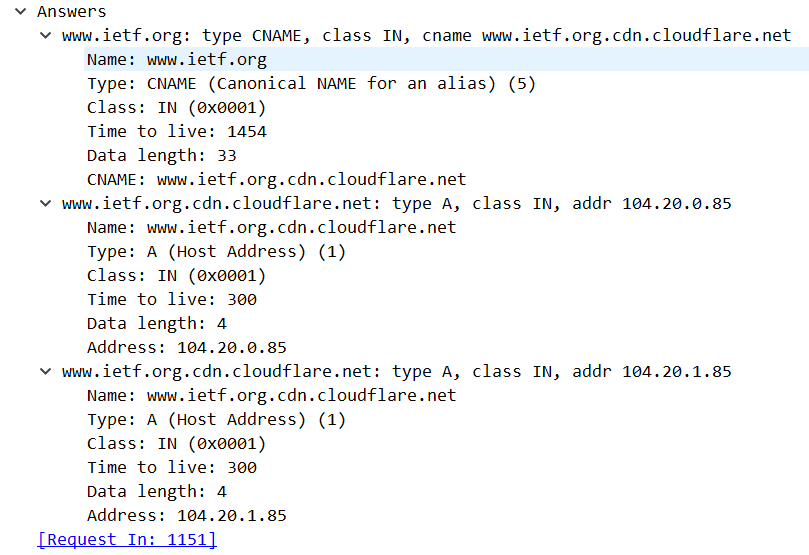 Answers
www.ietf.org: type CNAME, class IN, cname www.ietf.org.cdn.cloudflare.net
Name: www.ietf.org
Type: CNAME (Canonical NAME for an alias) (5)
Class: IN (0x0001)
Time to live: 1454
Data length: 33
CNAME: www.ietf.org.cdn.cloudflare.net
www.ietf.org.cdn.cloudflare.net: type A, class IN, addr 104.20.0.85
Name: www.ietf.org.cdn.cloudflare.net
Type: A (Host Address) (1)
Class: IN (0x0001)
Time to live: 300
Data length: 4
Address: 104.20.0.85
www.ietf.org.cdn.cloudflare.net: type A, class IN, addr 104.20.1.85
Name: www.ietf.org.cdn.cloudflare.net
Type: A (Host Address) (1)
Class: IN (0x0001)
Time to live: 300
Data length: 4
Address: 104.20.1.85
[Request In: 1151]